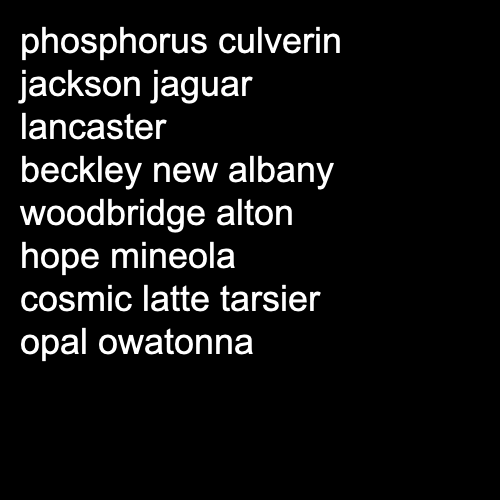 phosphorus culverin
jackson jaguar
lancaster
beckley new albany
woodbridge alton
hope mineola
cosmic latte tarsier
opal owatonna